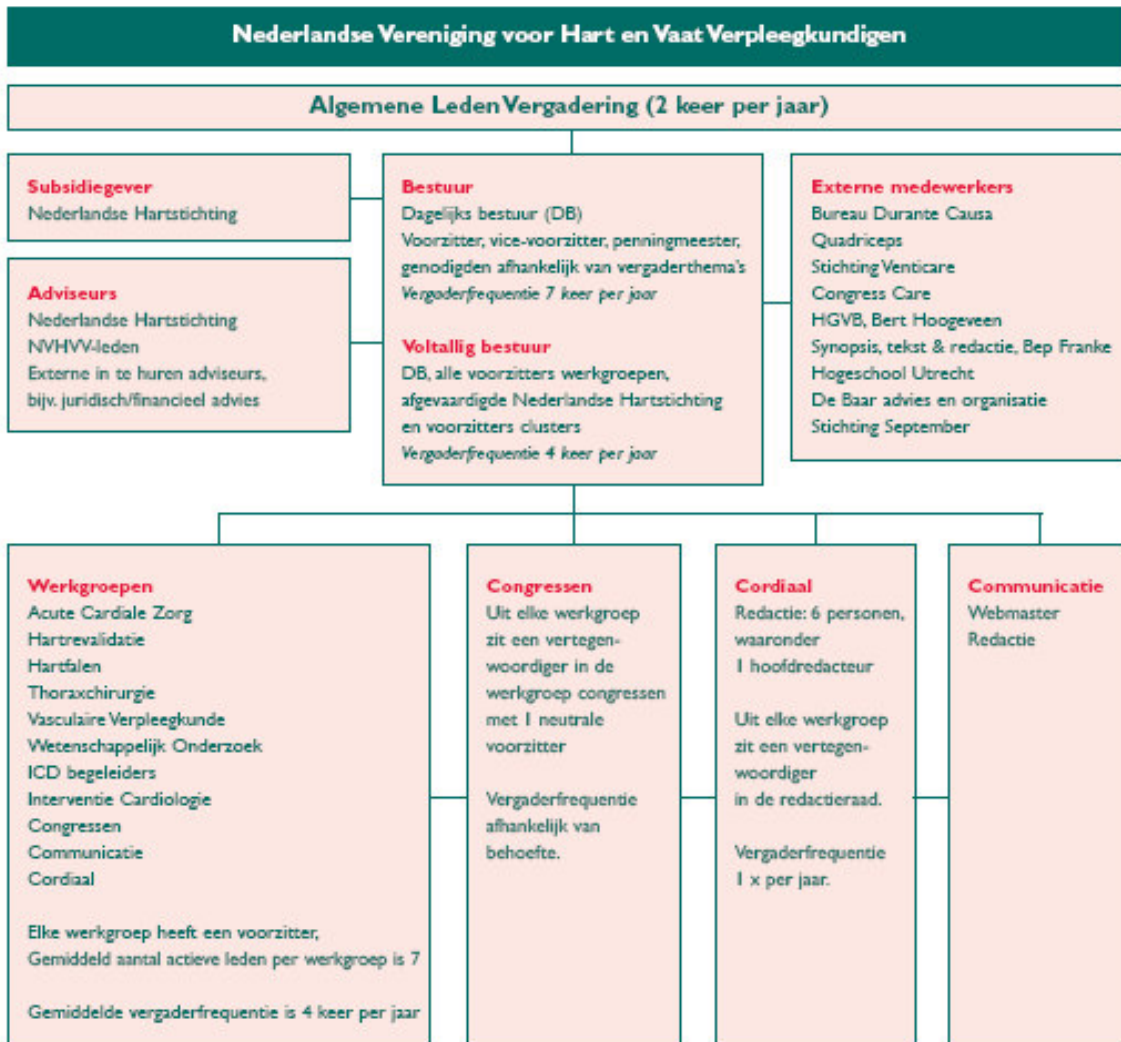 Nederlandse Vereniging voor Hart en Vaat Verpleegkundigen
Algemene Leden Vergadering (2 keer per jaar)
Subsidiegever
Nederlandse Hartstichting
Adviseurs
Nederlandse Hartstichting
NVHVV-leden
Externe in te huren adviseurs,
bijv. juridisch/financieel advies
Bestuur
Dagelijks bestuur (DB)
Voorzitter, vice-voorzitter, penningmeester,
genodigden afhankelijk van vergaderthema's
Vergaderfrequentie 7 keer per jaar
Voltallig bestuur
DB, alle voorzitters werkgroepen,
afgevaardigde Nederlandse Hartstichting
en voorzitters clusters
Vergaderfrequentie 4 keer per jaar
Externe medewerkers
Bureau Durante Causa
Quadriceps
Stichting Venticare
Congress Care
HGVB, Bert Hoogeveen
Synopsis, tekst & redactie, Bep Franke
Hogeschool Utrecht
De Baar advies en organisatie
Stichting September
Werkgroepen
Acute Cardiale Zorg
Hartrevalidatie
Hartfalen
Thoraxchirurgie
Vasculaire Verpleegkunde
Wetenschappelijk Onderzoek
ICD begeleiders
Interventie Cardiologie
Congressen
Communicatie
Cordiaal
Elke werkgroep heeft een voorzitter,
Gemiddeld aantal actieve leden per werkgroep is 7
Gemiddelde vergaderfrequentie is 4 keer per jaar
Congressen
Uit elke werkgroep
zit een vertegen-
woordiger in de
werkgroep congressen
met 1 neutrale
voorzitter
Vergaderfrequentie
afhankelijk van
behoefte.
Cordiaal
Redactie: 6 personen,
waaronder
1 hoofdredacteur
Uit elke werkgroep
zit een vertegen-
woordiger
in de redactieraad.
Vergaderfrequentie
1 x per jaar.
Communicatie
Webmaster
Redactie